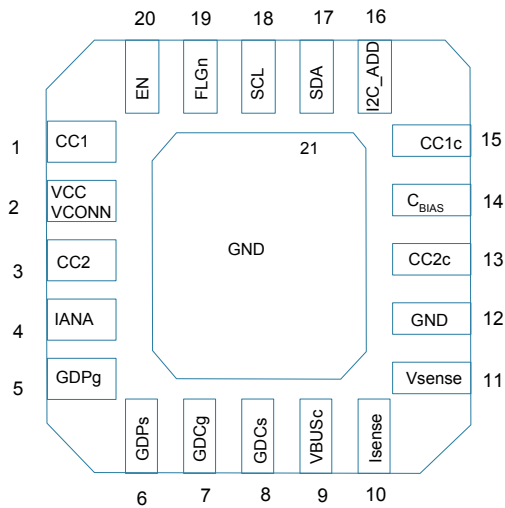 20 19 18 17 16
EN FLGn SCL SDA I2C_ADD
1 CC1 21 CC1c 15
2 VCC VCONN C_BIAS 14
3 CC2 GND CC2c 13
4 IANA GND 12
5 GDPg Vsense 11
GDPs GDCg GDCs VBUSc Isense
6 7 8 9 10